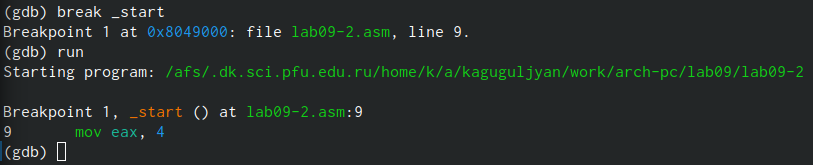 (gdb) break _start
Breakpoint 1 at 0x8049000: file lab09-2.asm, line 9.
(gdb) run
Starting program: /afs/.dk.sci.pfu.edu.ru/home/k/a/kaguguljyan/work/arch-pc/lab09/lab09-2

Breakpoint 1, _start () at lab09-2.asm:9
9       mov eax, 4
(gdb)